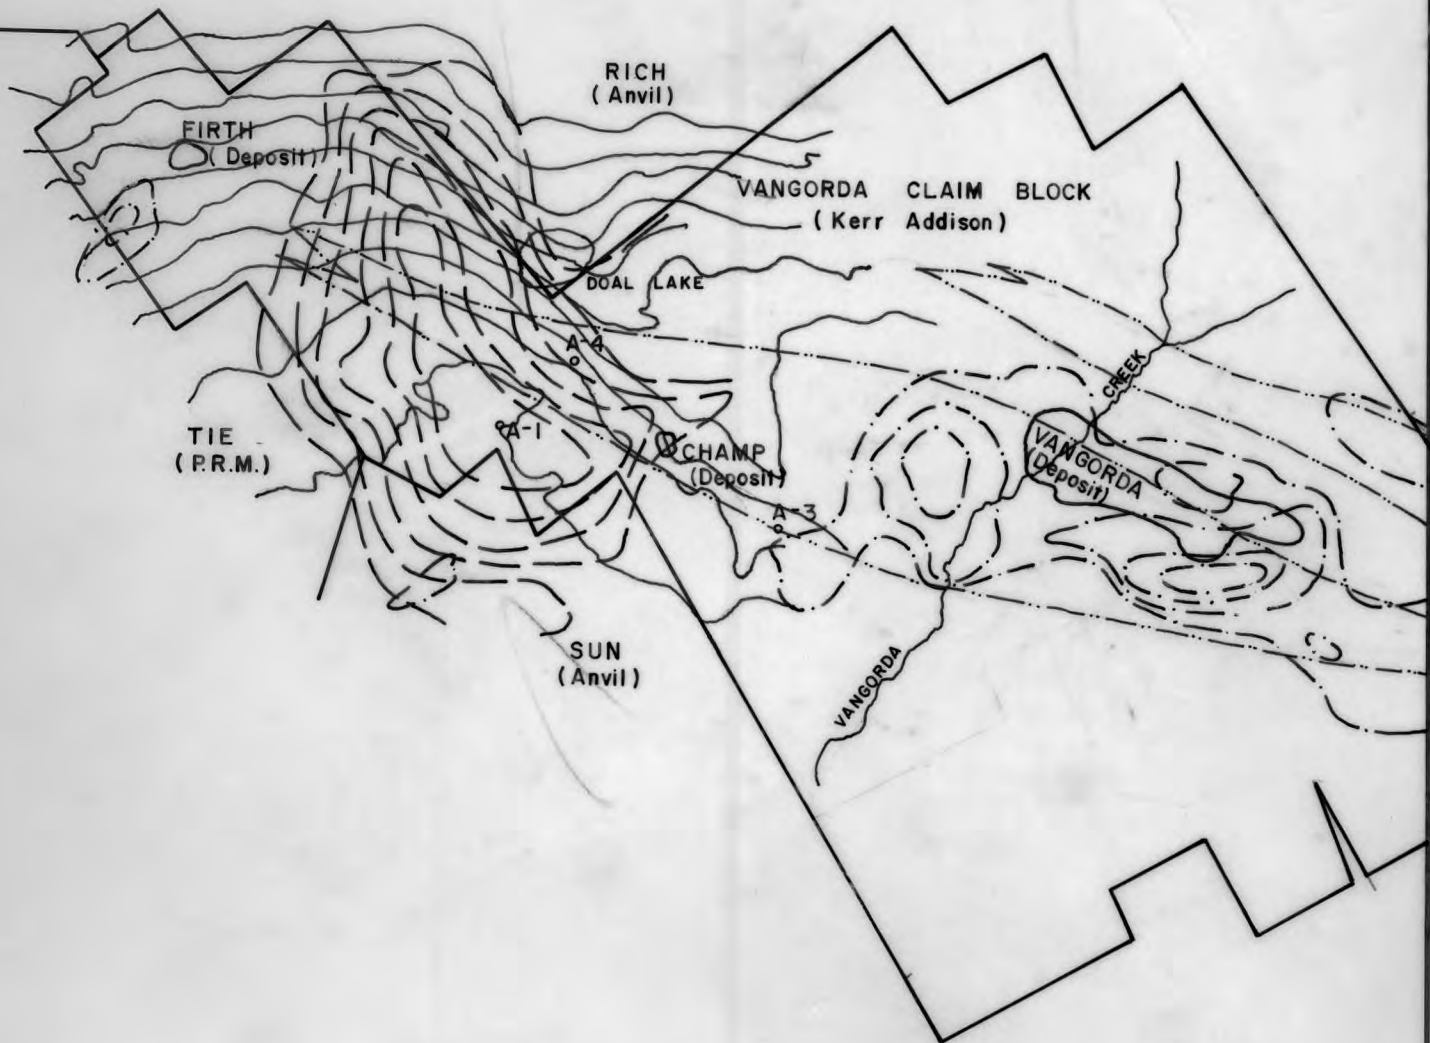 RICH
(Anvil)
FIRTH
(Deposit)
VANGORDA CLAIM BLOCK
(Kerr Addison)
DOAL LAKE
A-4
CREEK
TIE
(P.R.M.)
A-1
CHAMP
(Deposit)
VANGORDA
(Deposit)
A-3
SUN
(Anvil)
VANGORDA